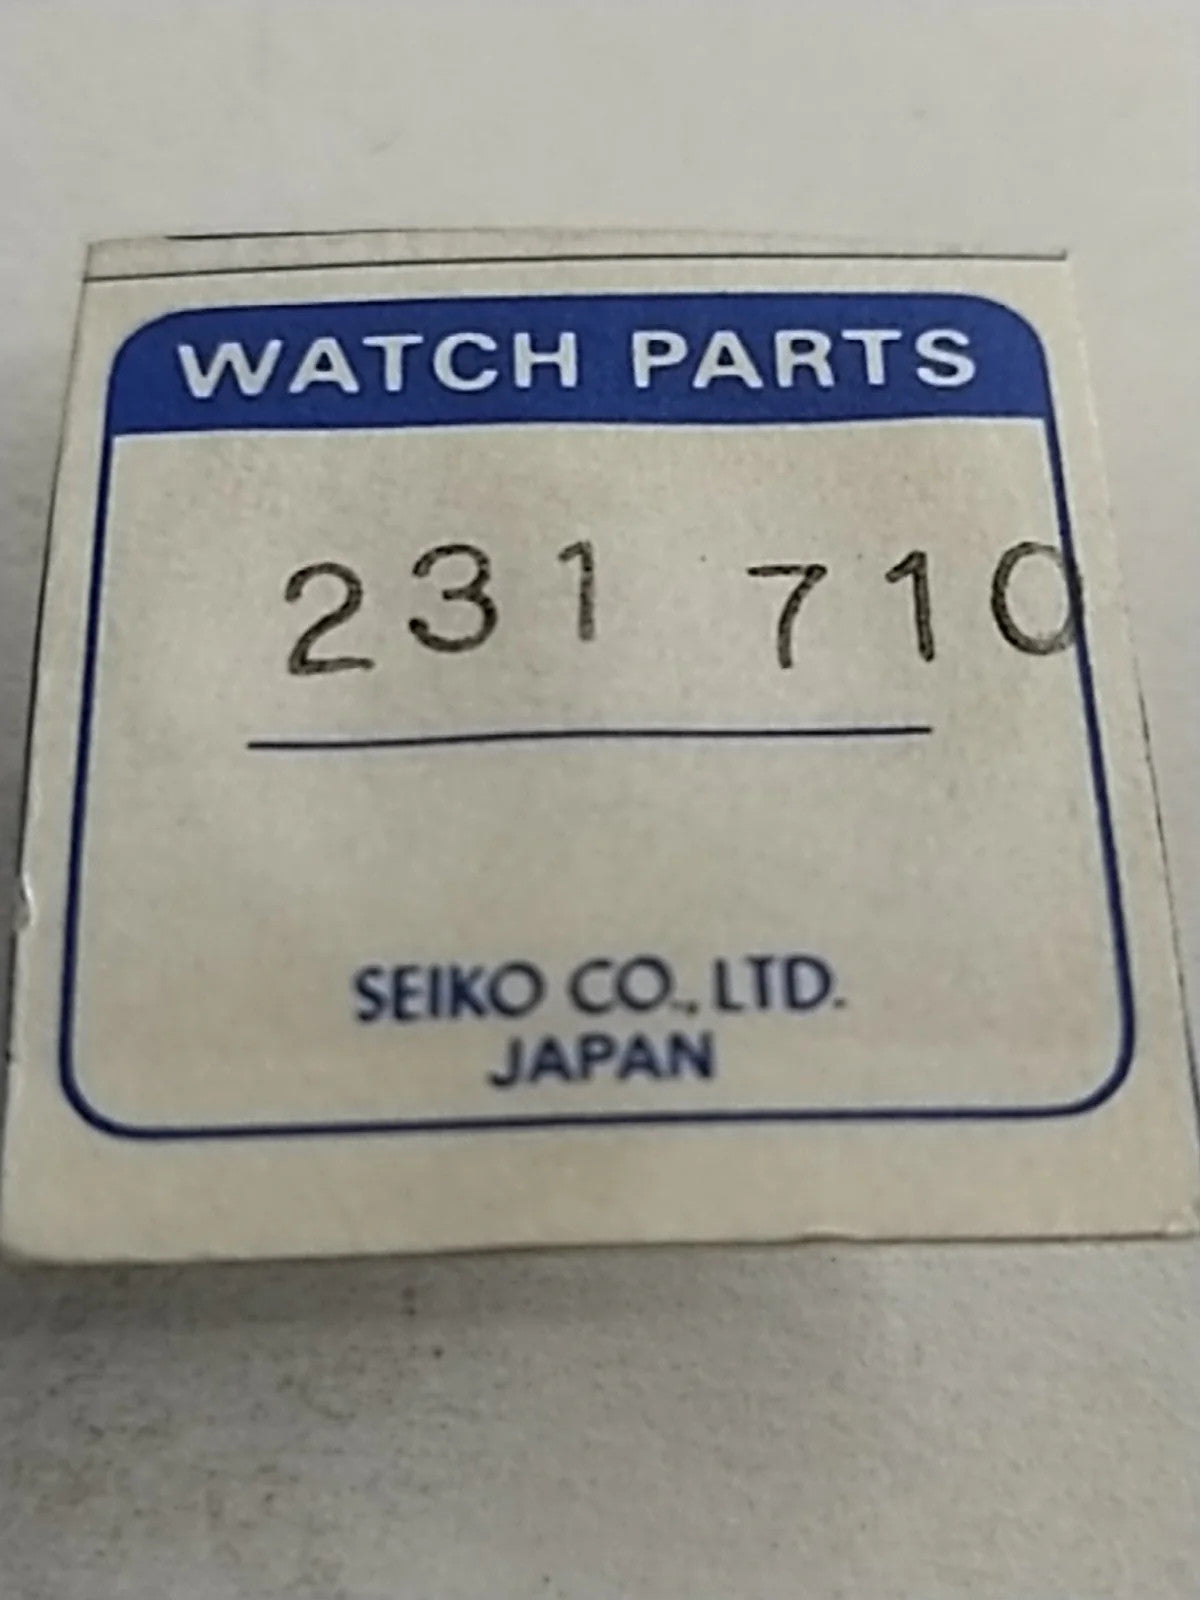 WATCH PARTS
231 710
SEIKO CO., LTD.
JAPAN